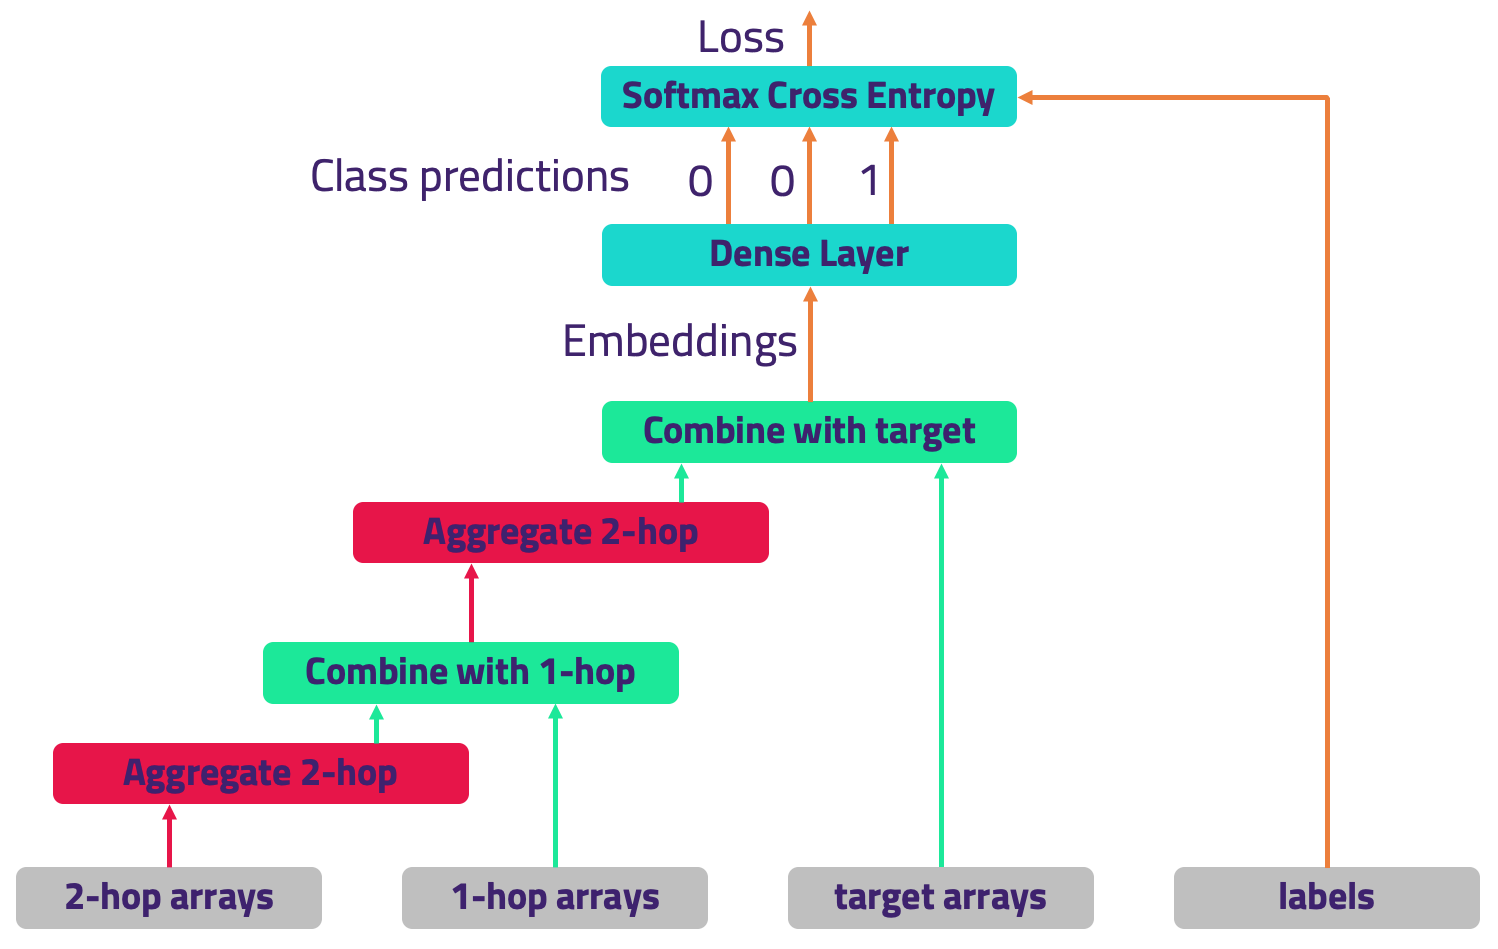 Loss
Softmax Cross Entropy
Class predictions 0 0 1
Dense Layer
Embeddings
Combine with target
Aggregate 2-hop
Combine with 1-hop
Aggregate 2-hop
2-hop arrays 1-hop arrays target arrays labels